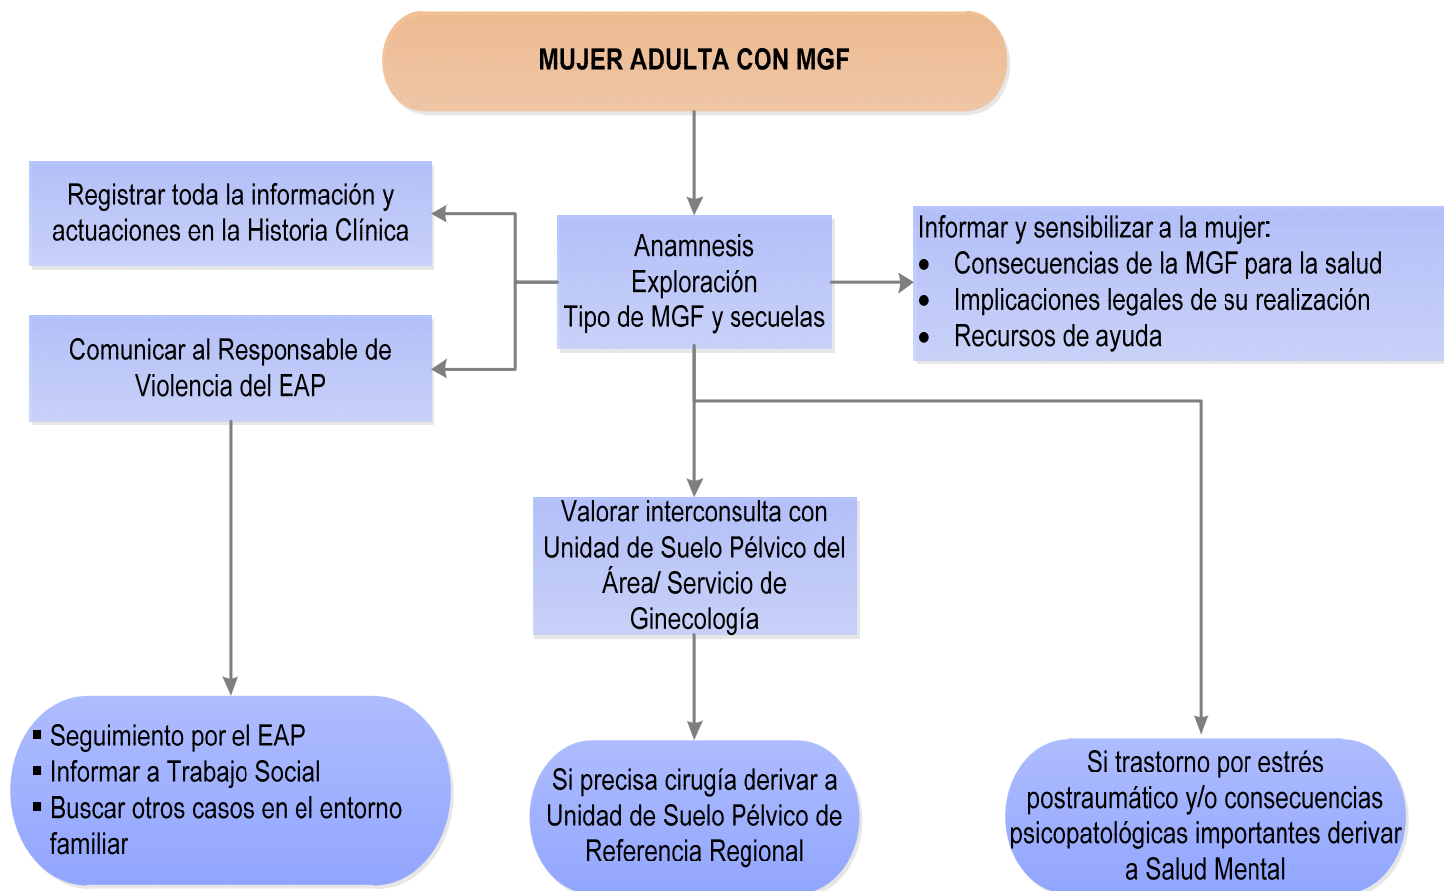 MUJER ADULTA CON MGF
Registrar toda la información y
actuaciones en la Historia Clínica
Anamnesis
Exploración
Tipo de MGF y secuelas
Informar y sensibilizar a la mujer:
• Consecuencias de la MGF para la salud
• Implicaciones legales de su realización
• Recursos de ayuda
Comunicar al Responsable de
Violencia del EAP
Valorar interconsulta con
Unidad de Suelo Pélvico del
Área/ Servicio de
Ginecología
▪ Seguimiento por el EAP
▪ Informar a Trabajo Social
▪ Buscar otros casos en el entorno
familiar
Si precisa cirugía derivar a
Unidad de Suelo Pélvico de
Referencia Regional
Si trastorno por estrés
postraumático y/o consecuencias
psicopatológicas importantes derivar
a Salud Mental